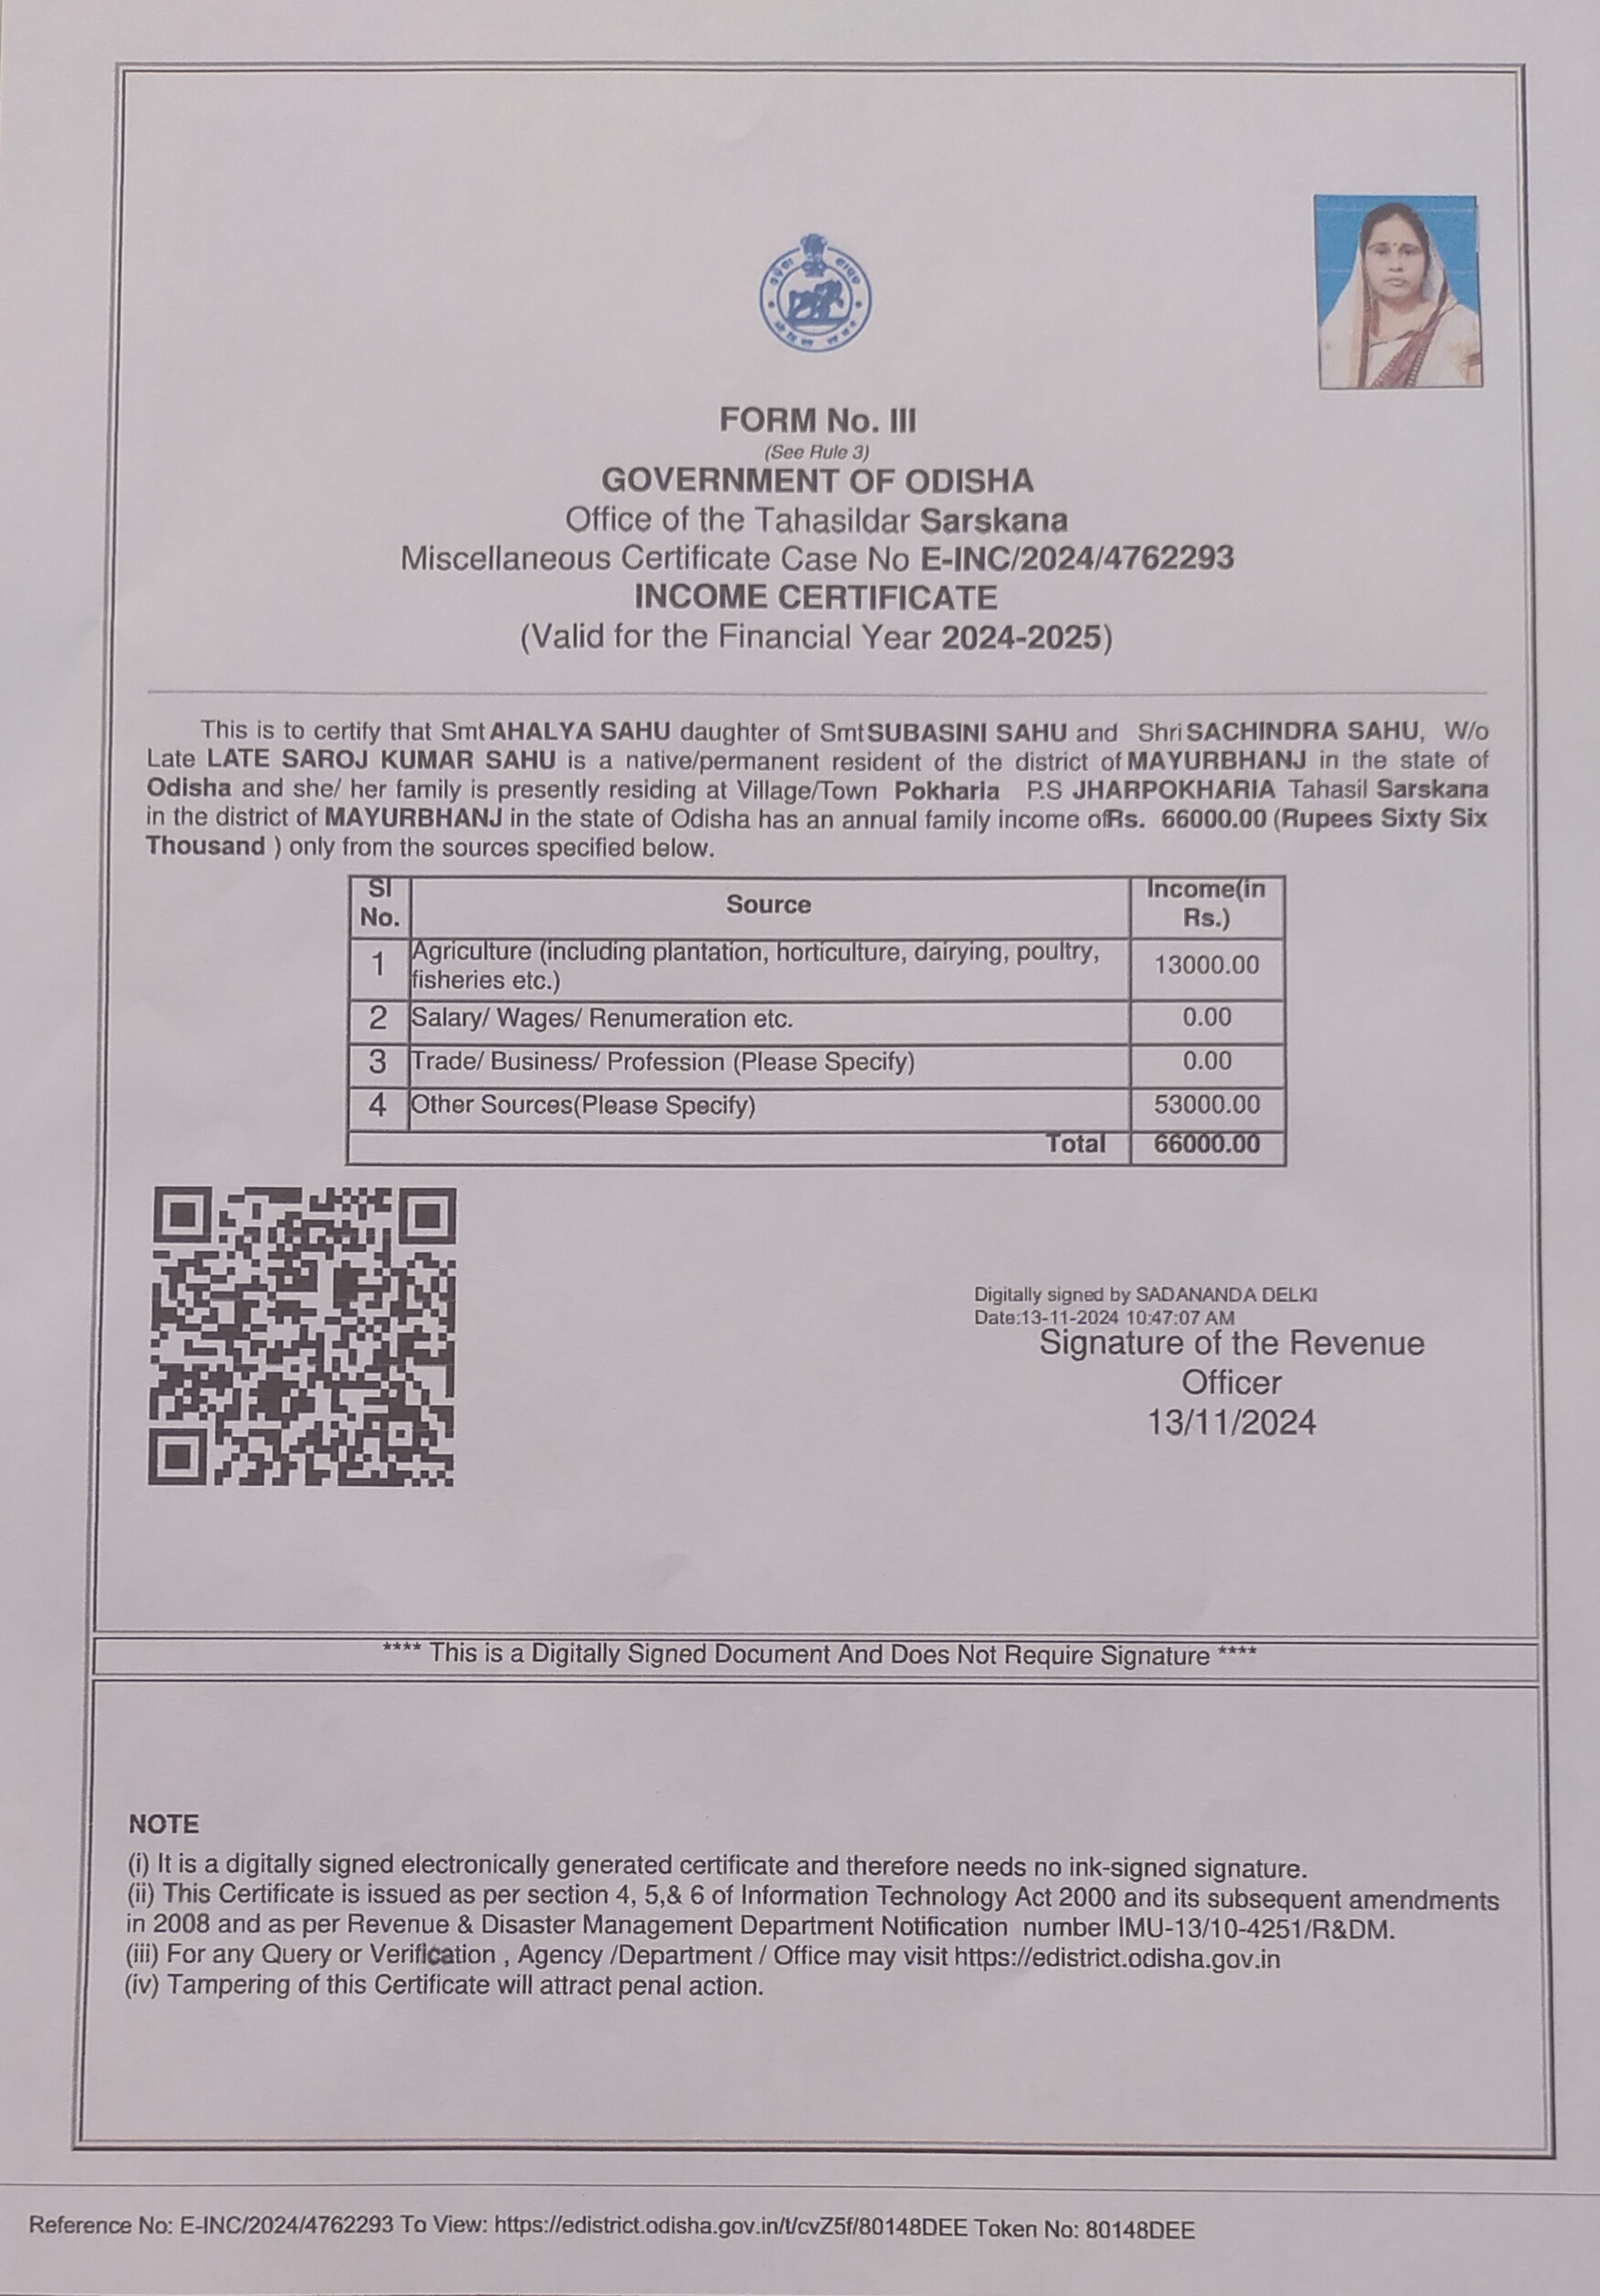 FORM No. III
(See Rule 3)
GOVERNMENT OF ODISHA
Office of the Tahasildar Sarskana
Miscellaneous Certificate Case No E-INC/2024/4762293
INCOME CERTIFICATE
(Valid for the Financial Year 2024-2025)
This is to certify that Smt AHALYA SAHU daughter of Smt SUBASINI SAHU and Shri SACHINDRA SAHU, W/o
Late LATE SAROJ KUMAR SAHU is a native/permanent resident of the district of MAYURBHANJ in the state of
Odisha and she/ her family is presently residing at Village/Town Pokharia P.S JHARPOKHARIA Tahasil Sarskana
in the district of MAYURBHANJ in the state of Odisha has an annual family income ofRs. 66000.00 (Rupees Sixty Six
Thousand ) only from the sources specified below.
Sl No. Source Income(in Rs.)
1 Agriculture (including plantation, horticulture, dairying, poultry, fisheries etc.) 13000.00
2 Salary/ Wages/ Renumeration etc. 0.00
3 Trade/ Business/ Profession (Please Specify) 0.00
4 Other Sources(Please Specify) 53000.00
Total 66000.00
Digitally signed by SADANANDA DELKI
Date:13-11-2024 10:47:07 AM
Signature of the Revenue
Officer
13/11/2024
**** This is a Digitally Signed Document And Does Not Require Signature ****
NOTE
(i) It is a digitally signed electronically generated certificate and therefore needs no ink-signed signature.
(ii) This Certificate is issued as per section 4, 5,& 6 of Information Technology Act 2000 and its subsequent amendments
in 2008 and as per Revenue & Disaster Management Department Notification number IMU-13/10-4251/R&DM.
(iii) For any Query or Verification , Agency /Department / Office may visit https://edistrict.odisha.gov.in
(iv) Tampering of this Certificate will attract penal action.
Reference No: E-INC/2024/4762293 To View: https://edistrict.odisha.gov.in/t/cvZ5f/80148DEE Token No: 80148DEE